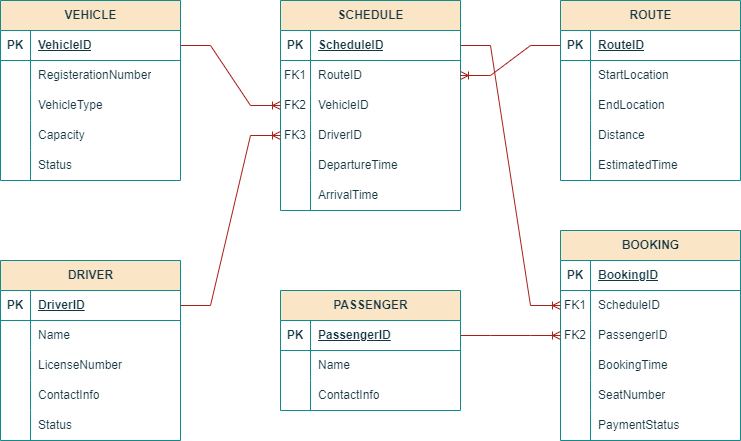 VEHICLE
PK VehicleID
RegisterationNumber
VehicleType
Capacity
Status
SCHEDULE
PK ScheduleID
FK1 RouteID
FK2 VehicleID
FK3 DriverID
DepartureTime
ArrivalTime
ROUTE
PK RouteID
StartLocation
EndLocation
Distance
EstimatedTime
DRIVER
PK DriverID
Name
LicenseNumber
ContactInfo
Status
PASSENGER
PK PassengerID
Name
ContactInfo
BOOKING
PK BookingID
FK1 ScheduleID
FK2 PassengerID
BookingTime
SeatNumber
PaymentStatus